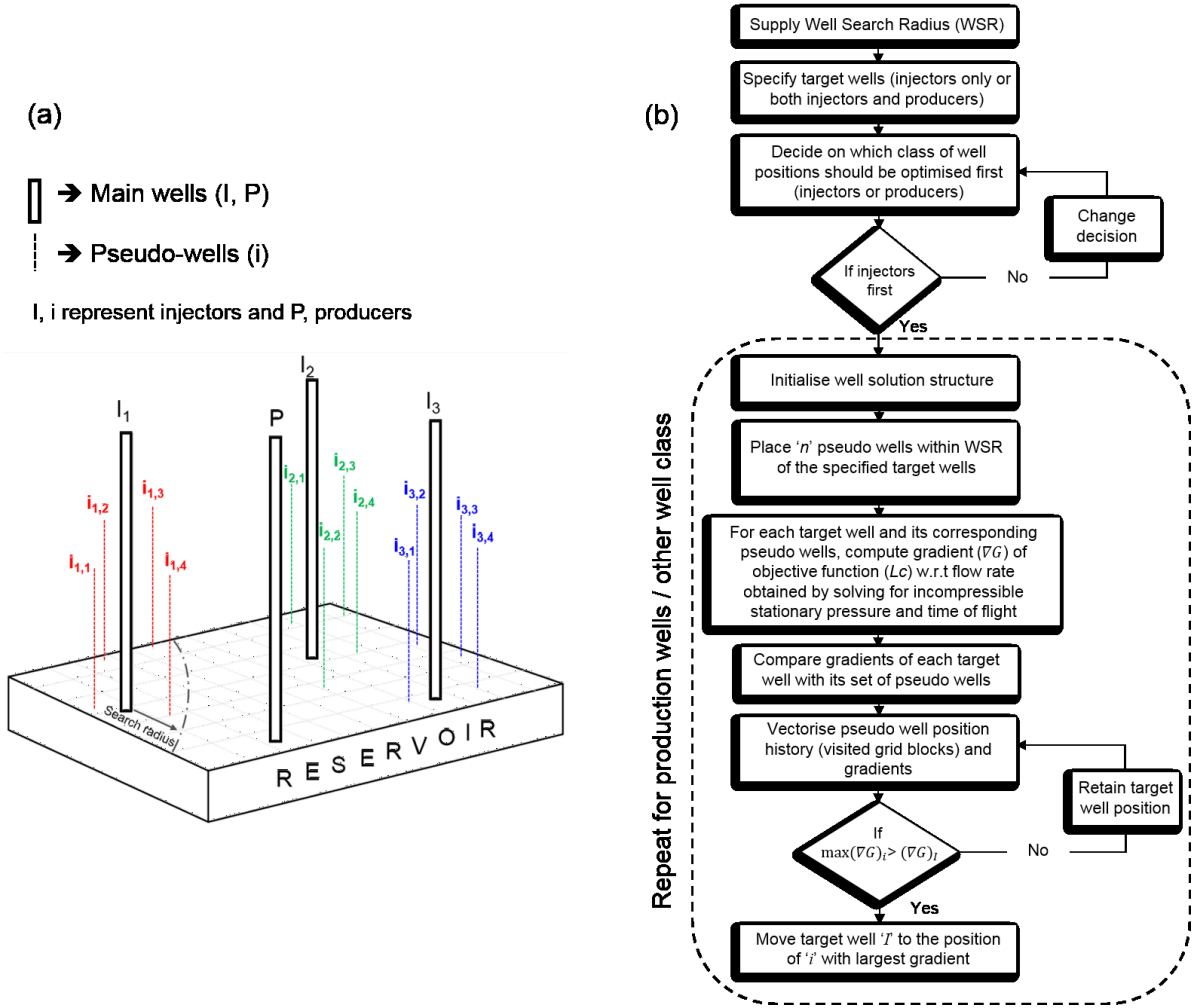 (a)
➔ Main wells (I, P)
➔ Pseudo-wells (i)
I, i represent injectors and P, producers
I1
P
I2
I3
i1,1
i1,2
i1,3
i1,4
i2,1
i2,2
i2,3
i2,4
i3,1
i3,2
i3,3
i3,4
Search radius
RESERVOIR
(b)
Supply Well Search Radius (WSR)
Specify target wells (injectors only or
both injectors and producers)
Decide on which class of well
positions should be optimised first
(injectors or producers)
Change
decision
If injectors
first
No
Yes
Repeat for production wells / other well class
Initialise well solution structure
Place ‘n’ pseudo wells within WSR
of the specified target wells
For each target well and its corresponding
pseudo wells, compute gradient (∇G) of
objective function (Lc) w.r.t flow rate
obtained by solving for incompressible
stationary pressure and time of flight
Compare gradients of each target
well with its set of pseudo wells
Vectorise pseudo well position
history (visited grid blocks) and
gradients
Retain target
well position
If
max(∇G)i> (∇G)I
No
Yes
Move target well ‘I’ to the position
of ‘i’ with largest gradient